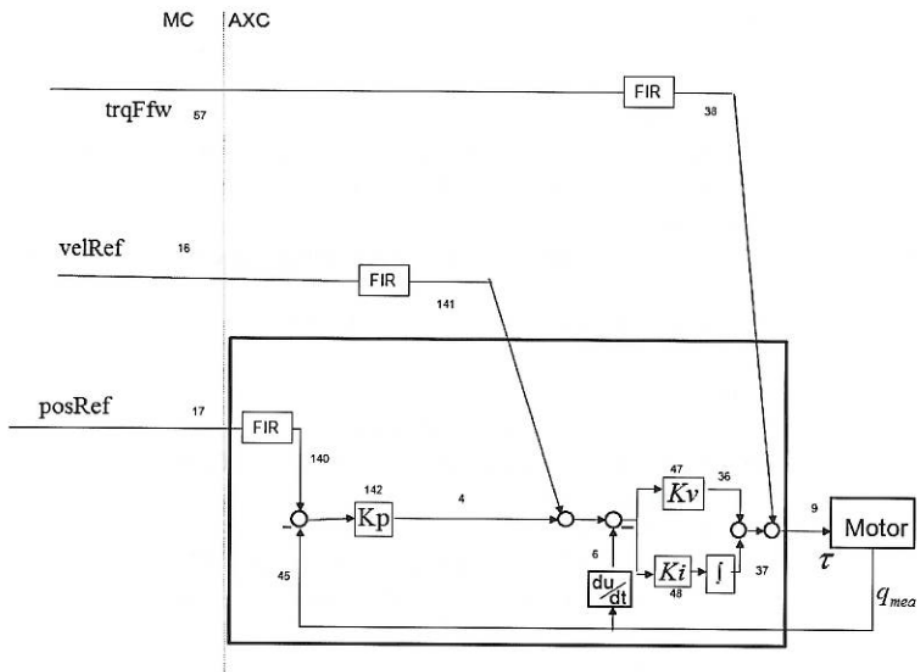 MC AXC
FIR
trqFfw 57 38
velRef 16
FIR
141
posRef 17
FIR
140
47 36
142 4 Kv 9
Kp Motor
6 τ
45 Ki ∫ 37
48
du/dt
q mea